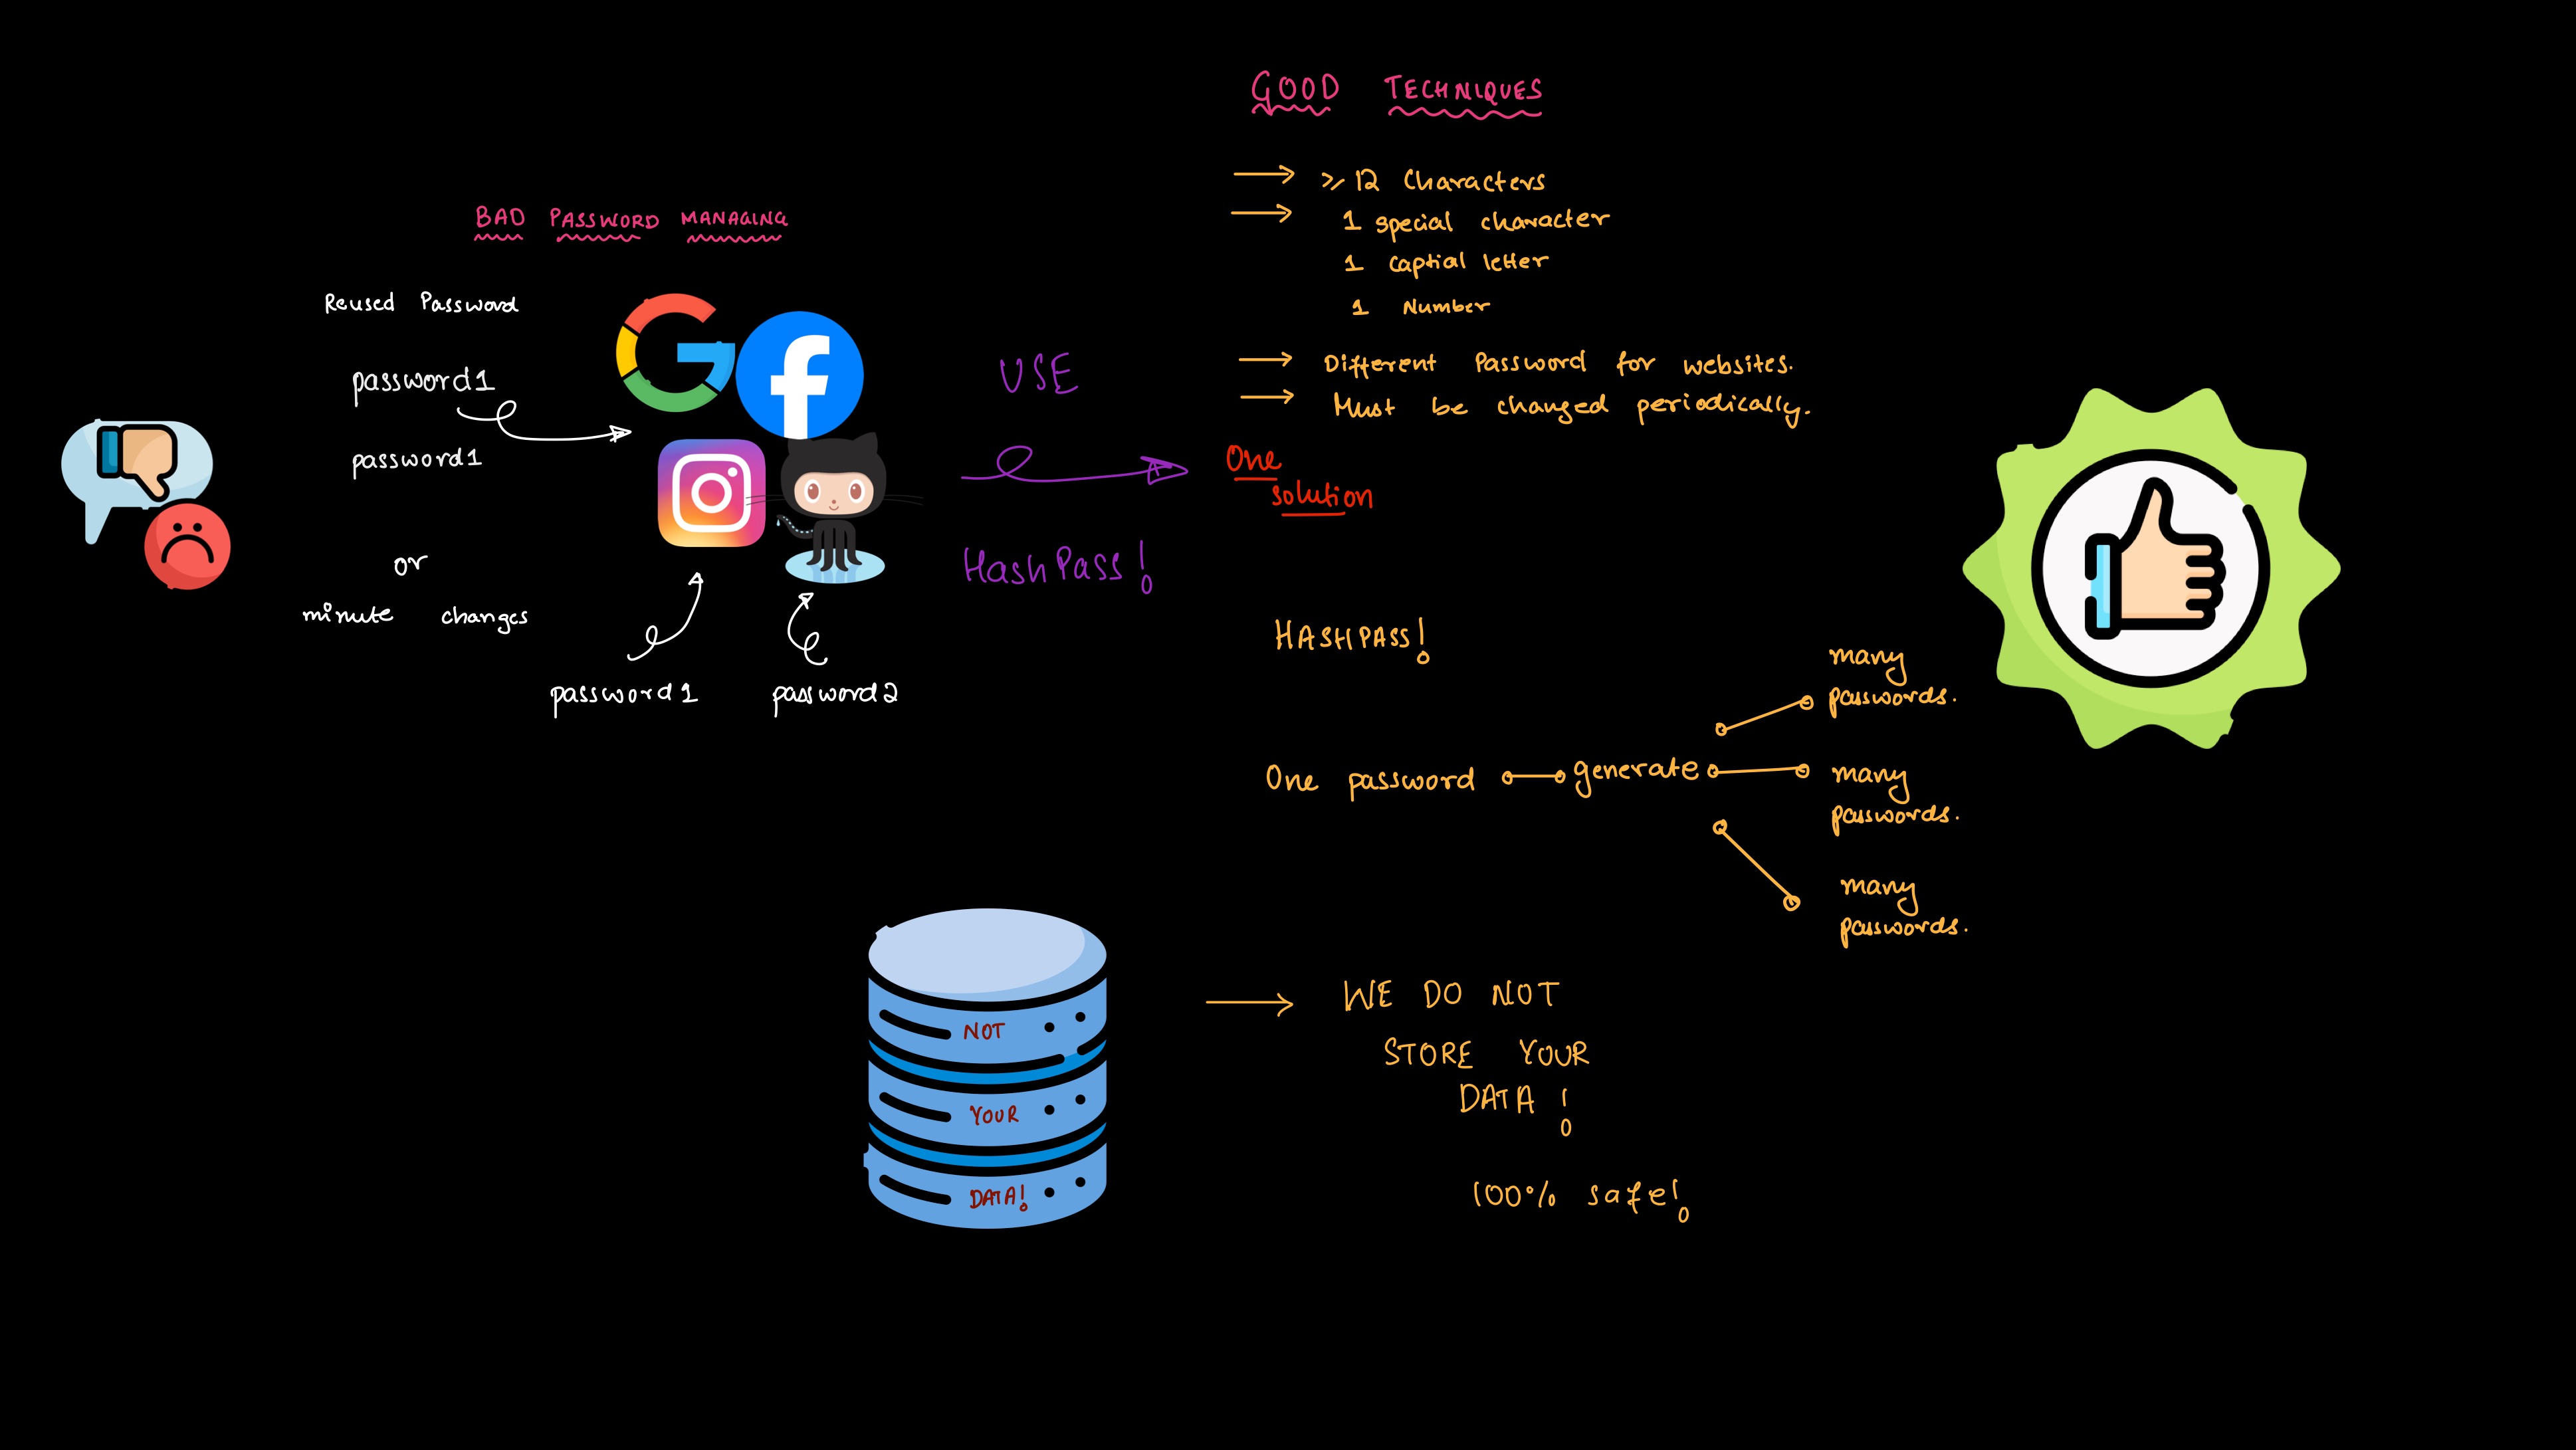 BAD PASSWORD MANAGING
Reused Password
password1
password1
or
minute changes
password1
password2
USE
HashPass!
GOOD TECHNIQUES
⩾ 12 Characters
1 special character
1 Captial letter
1 Number
Different Password for websites.
Must be changed periodically.
One
solution
HASHPASS!
One password
generate
many
passwords.
many
passwords.
many
passwords.
NOT
YOUR
DATA!
WE DO NOT
STORE YOUR
DATA !
100% safe!